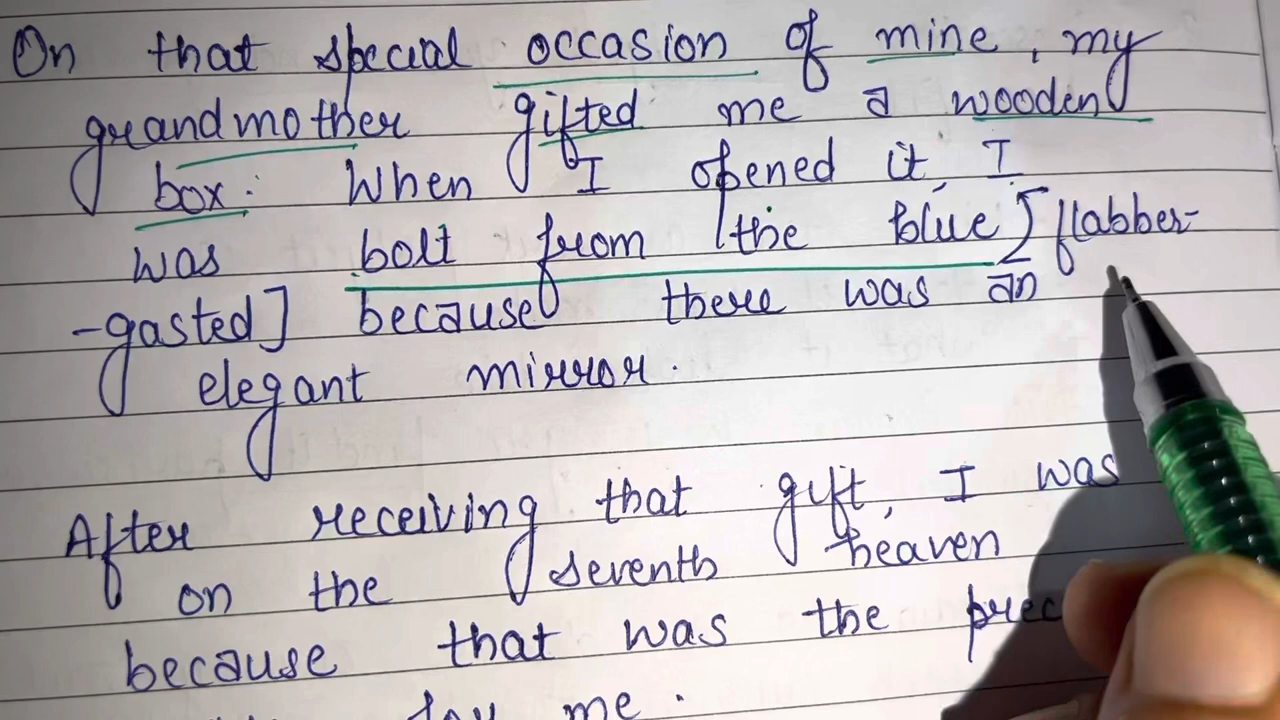 On that special occasion of mine, my
grandmother gifted me a wooden
box. When I opened it, I
was bolt from the blue [flabber-
-gasted] because there was an
elegant mirror.
After receiving that gift, I was
on the seventh heaven
because that was the
for me.